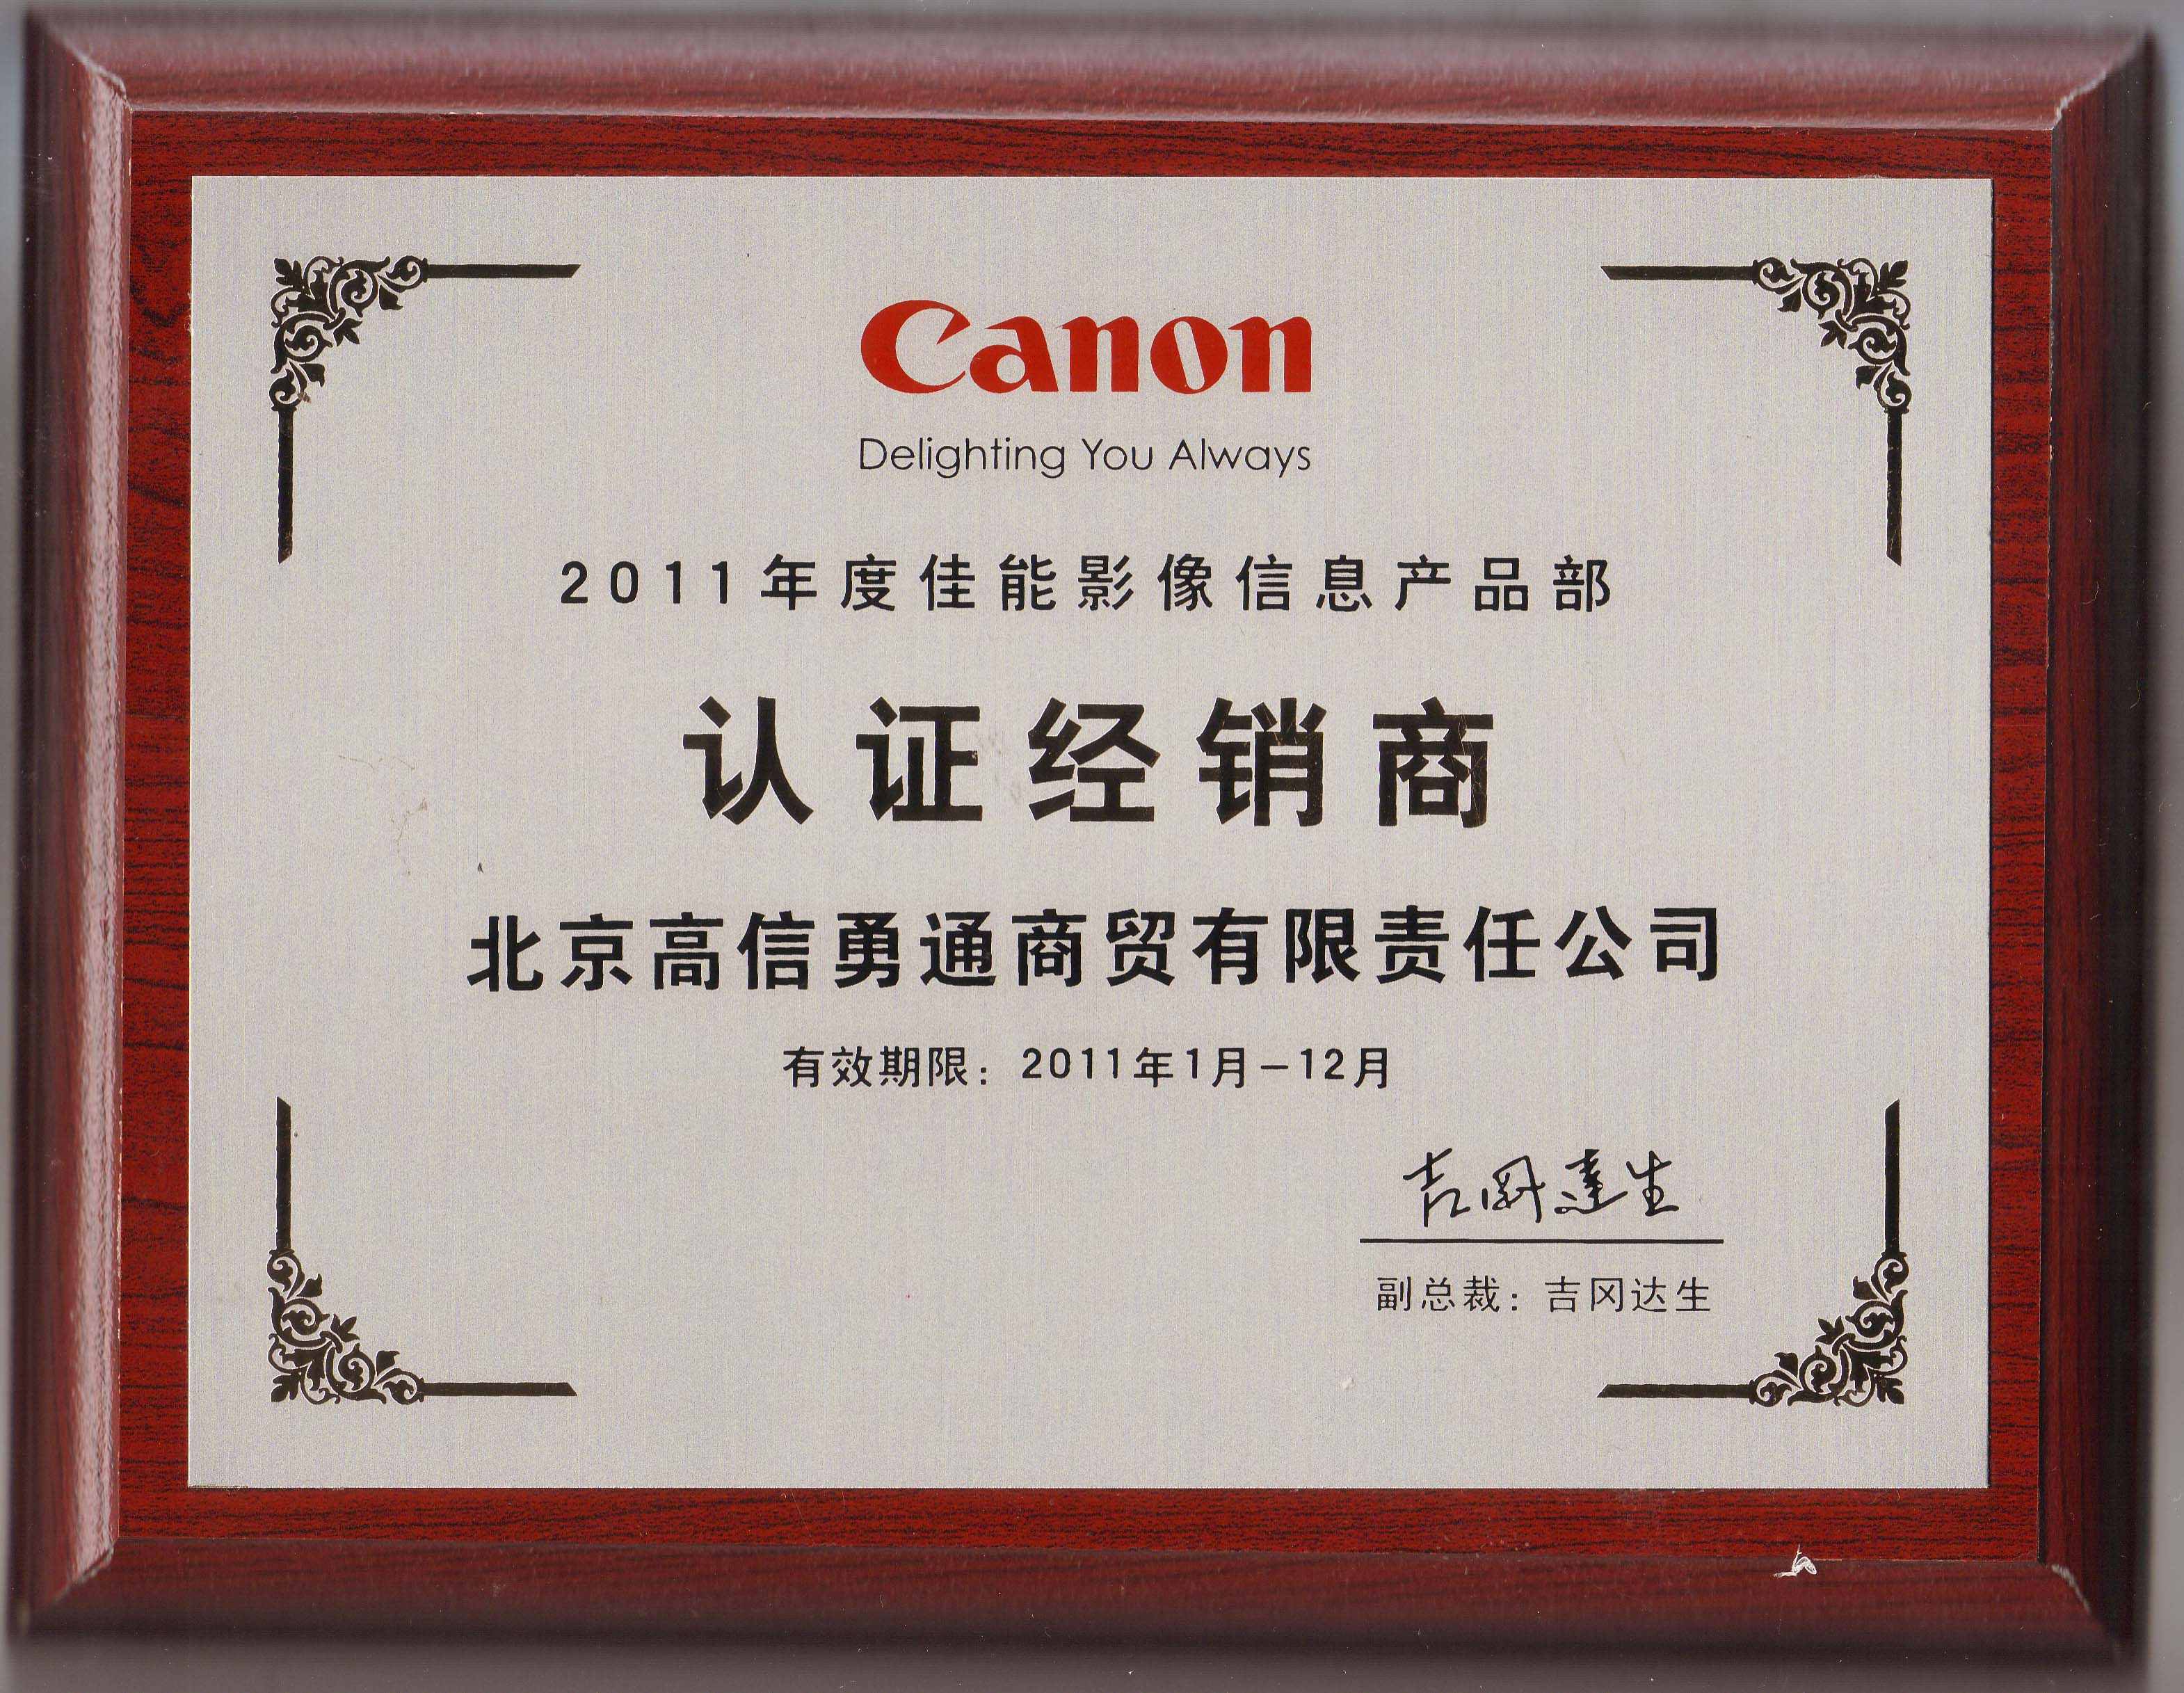 Canon
Delighting You Always
2011年度佳能影像信息产品部
认证经销商
北京高信勇通商贸有限责任公司
有效期限：2011年1月－12月
吉岡達生
副总裁：吉冈达生